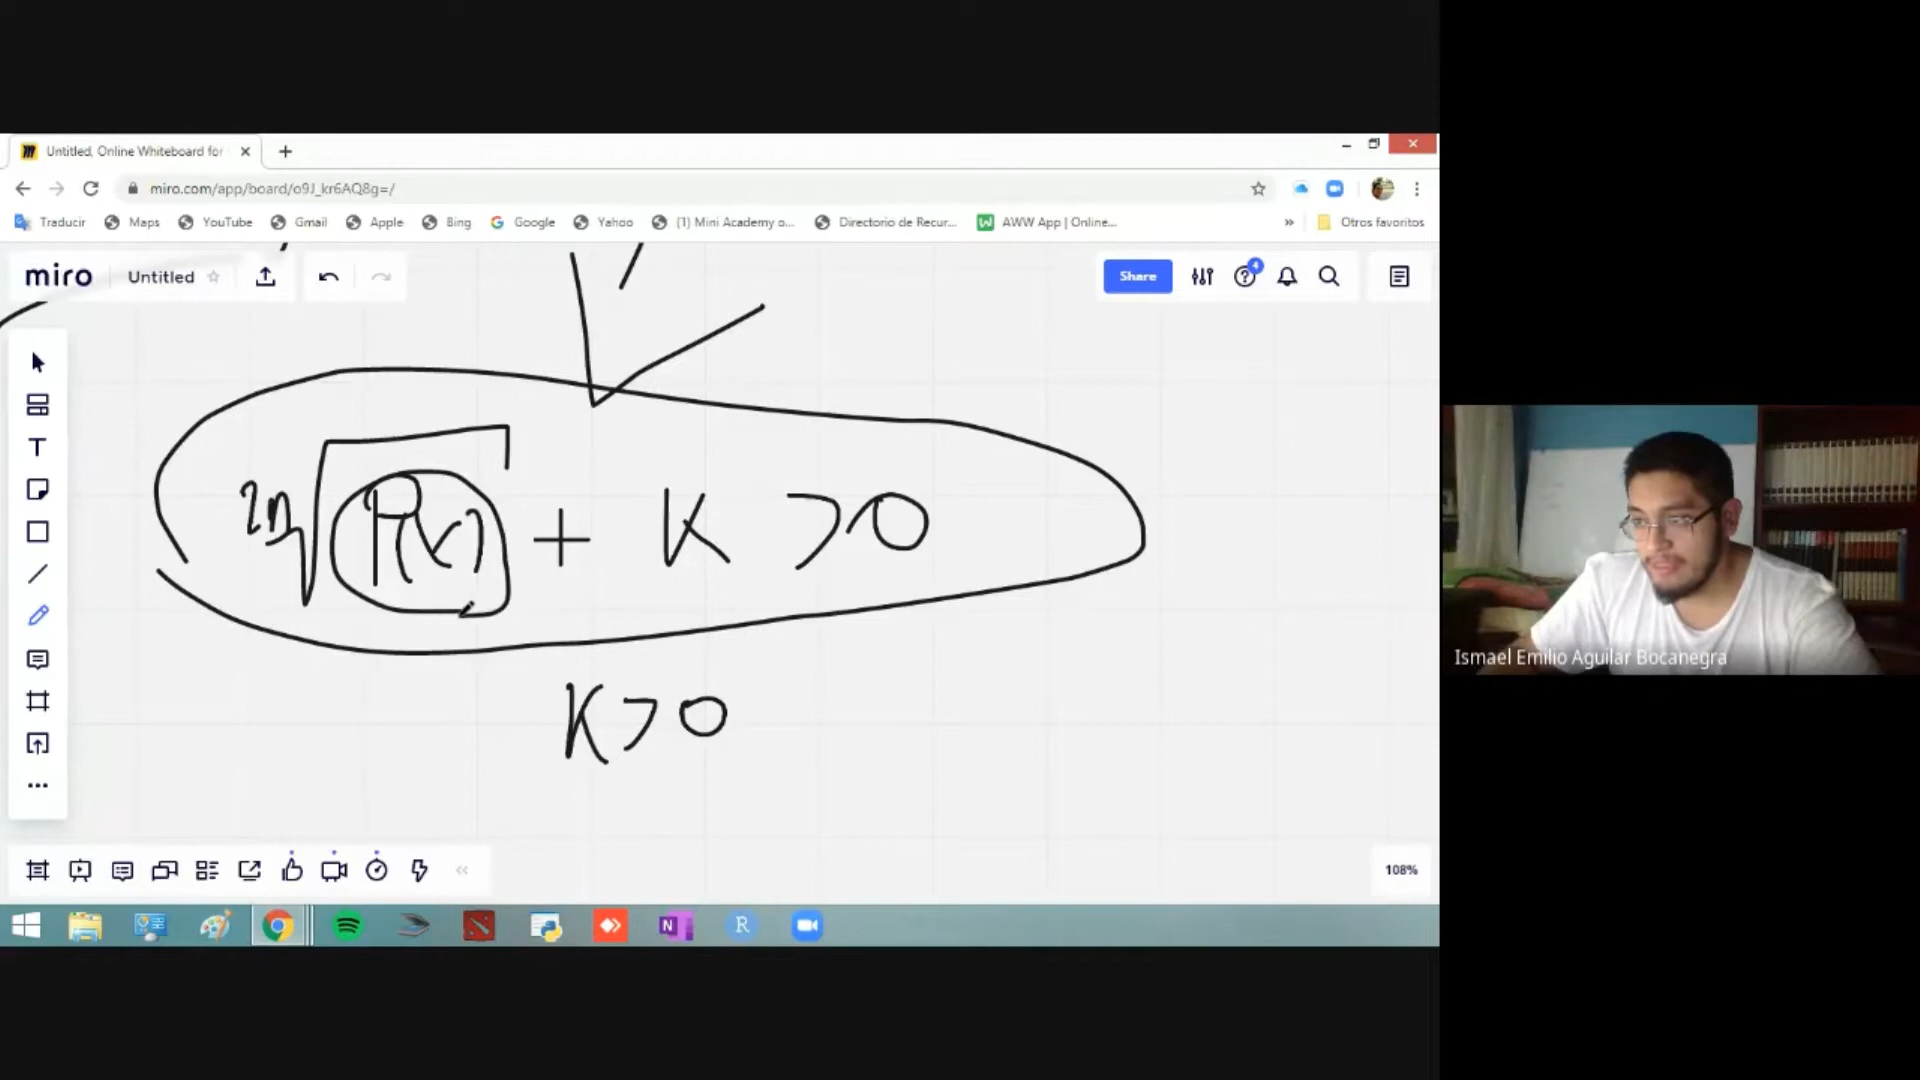 Untitled, Online Whiteboard for
miro.com/app/board/o9J_kr6AQ8g=/
Traducir Maps YouTube Gmail Apple Bing Google Yahoo (1) Mini Academy o... Directorio de Recur... AWW App | Online... » Otros favoritos
miro Untitled Share 4
2n√P(x) + K >0
K>0
108%
Ismael Emilio Aguilar Bocanegra